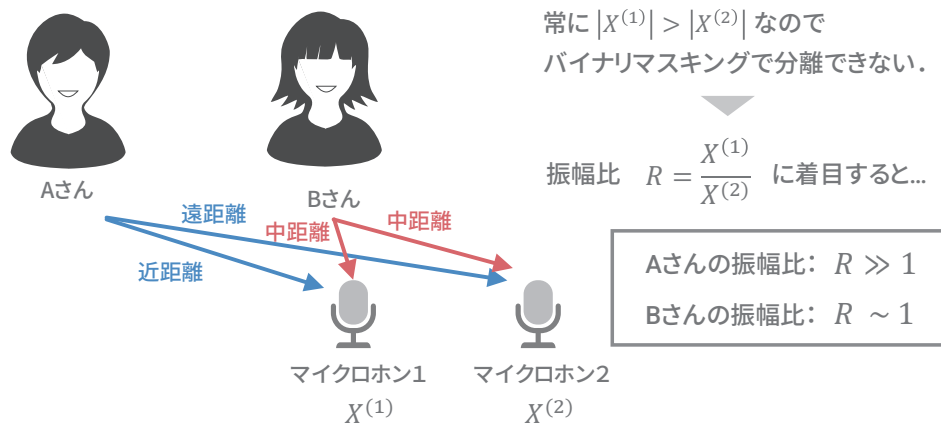 常に |X^(1)| > |X^(2)| なので
バイナリマスキングで分離できない．
振幅比 R = X^(1) / X^(2) に着目すると…
Aさんの振幅比： R ≫ 1
Bさんの振幅比： R ~ 1
Aさん
Bさん
遠距離
中距離
中距離
近距離
マイクロホン1
マイクロホン2
X^(1)
X^(2)